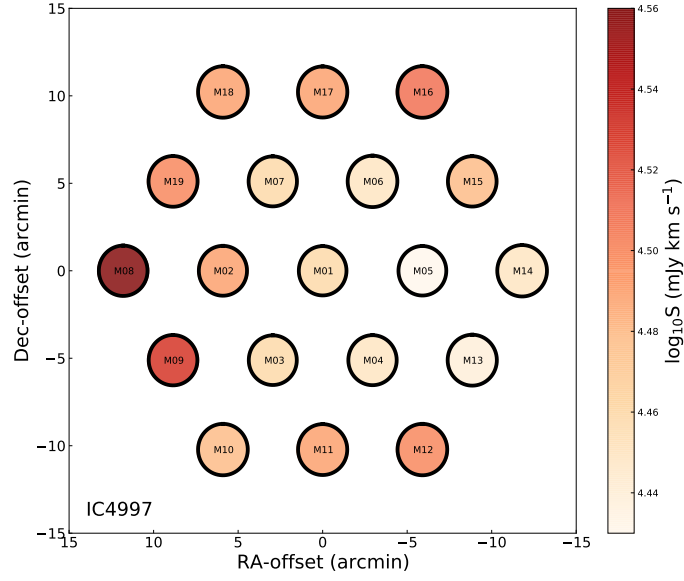 15
10
5
0
−5
−10
−15
15
10
5
0
−5
−10
−15
Dec-offset (arcmin)
RA-offset (arcmin)
M18 M17 M16
M19 M07 M06 M15
M08 M02 M01 M05 M14
M09 M03 M04 M13
M10 M11 M12
IC4997
4.56
4.54
4.52
4.50
4.48
4.46
4.44
log₁₀S (mJy km s⁻¹)